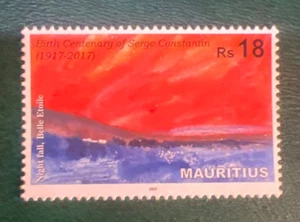 Birth Centenary of Serge Constantin
(1917-2017)
Rs 18
Night fall, Belle Etoile
MAURITIUS